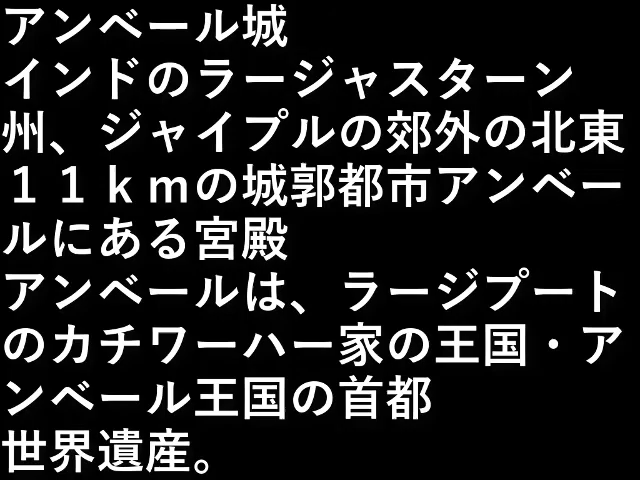 アンベール城
インドのラージャスターン
州、ジャイプルの郊外の北東
１１ｋｍの城郭都市アンベー
ルにある宮殿
アンベールは、ラージプート
のカチワーハー家の王国・ア
ンベール王国の首都
世界遺産。